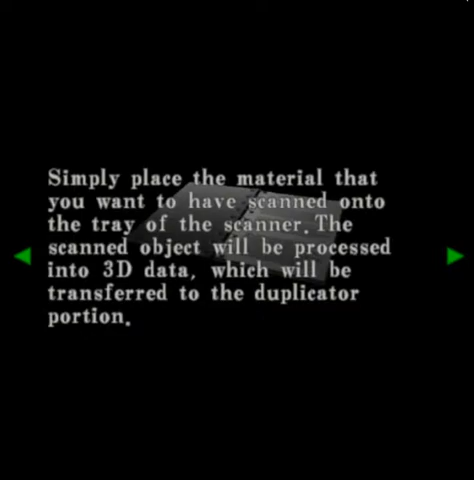 Simply place the material that
you want to have scanned onto
the tray of the scanner. The
scanned object will be processed
into 3D data, which will be
transferred to the duplicator
portion.